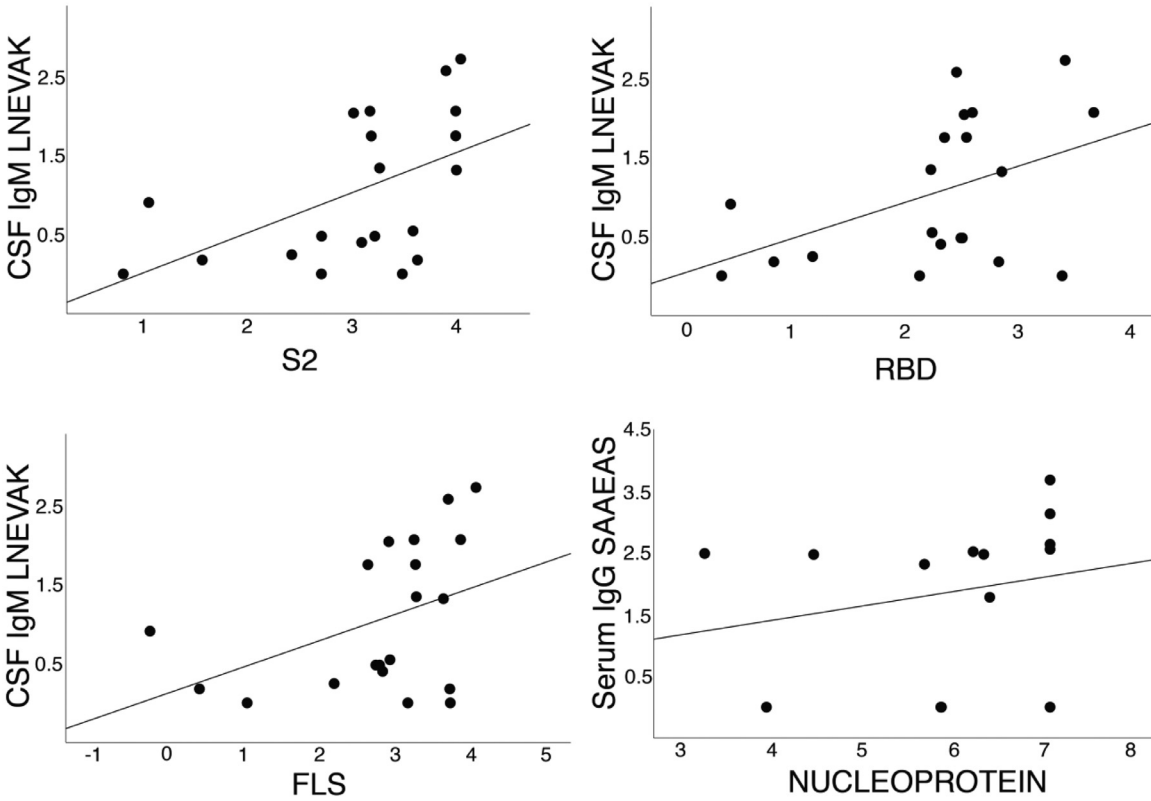 CSF IgM LNEVAK
2.5
1.5
0.5
1 2 3 4
S2
CSF IgM LNEVAK
2.5
1.5
0.5
0 1 2 3 4
RBD
CSF IgM LNEVAK
2.5
1.5
0.5
-1 0 1 2 3 4 5
FLS
Serum IgG SAAEAS
4.5
3.5
2.5
1.5
0.5
3 4 5 6 7 8
NUCLEOPROTEIN